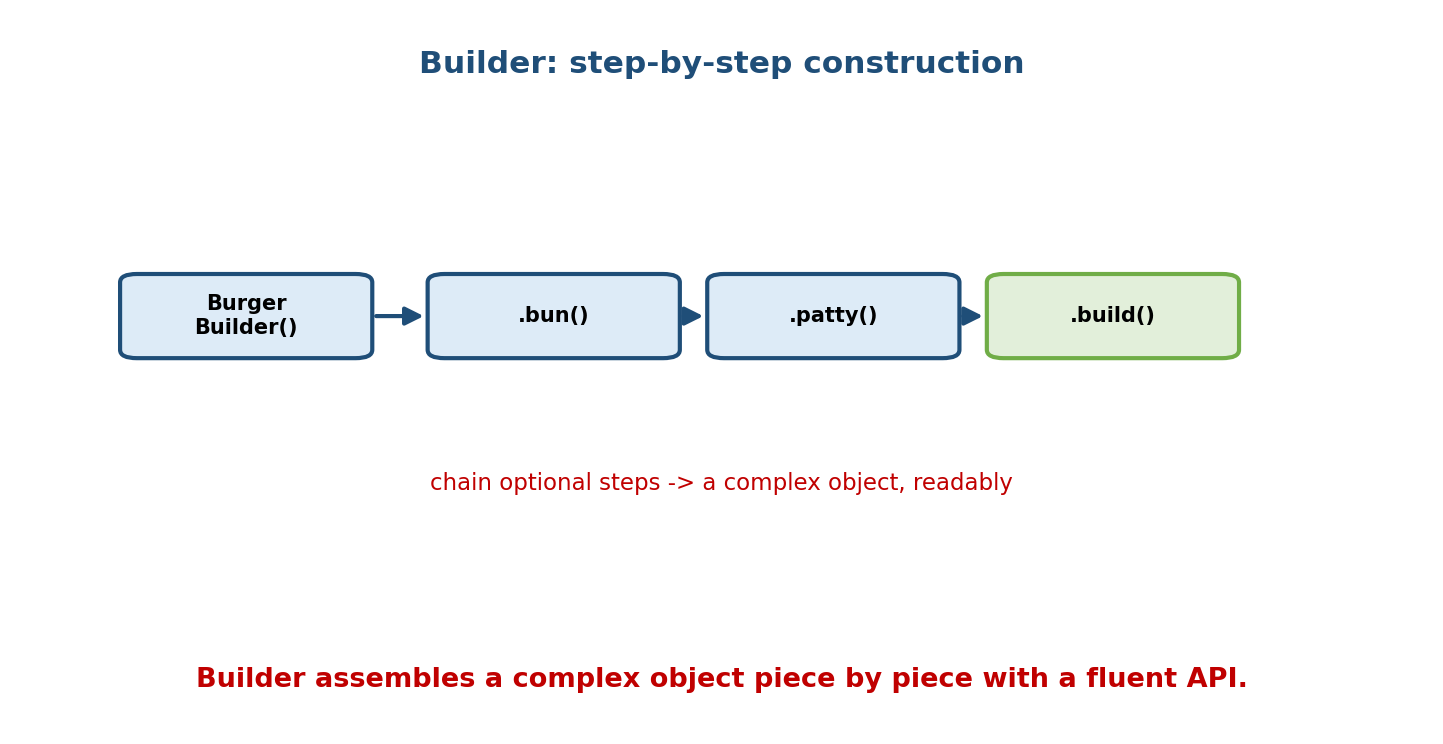 Builder: step-by-step construction
Burger
Builder()
.bun()
.patty()
.build()
chain optional steps -> a complex object, readably
Builder assembles a complex object piece by piece with a fluent API.